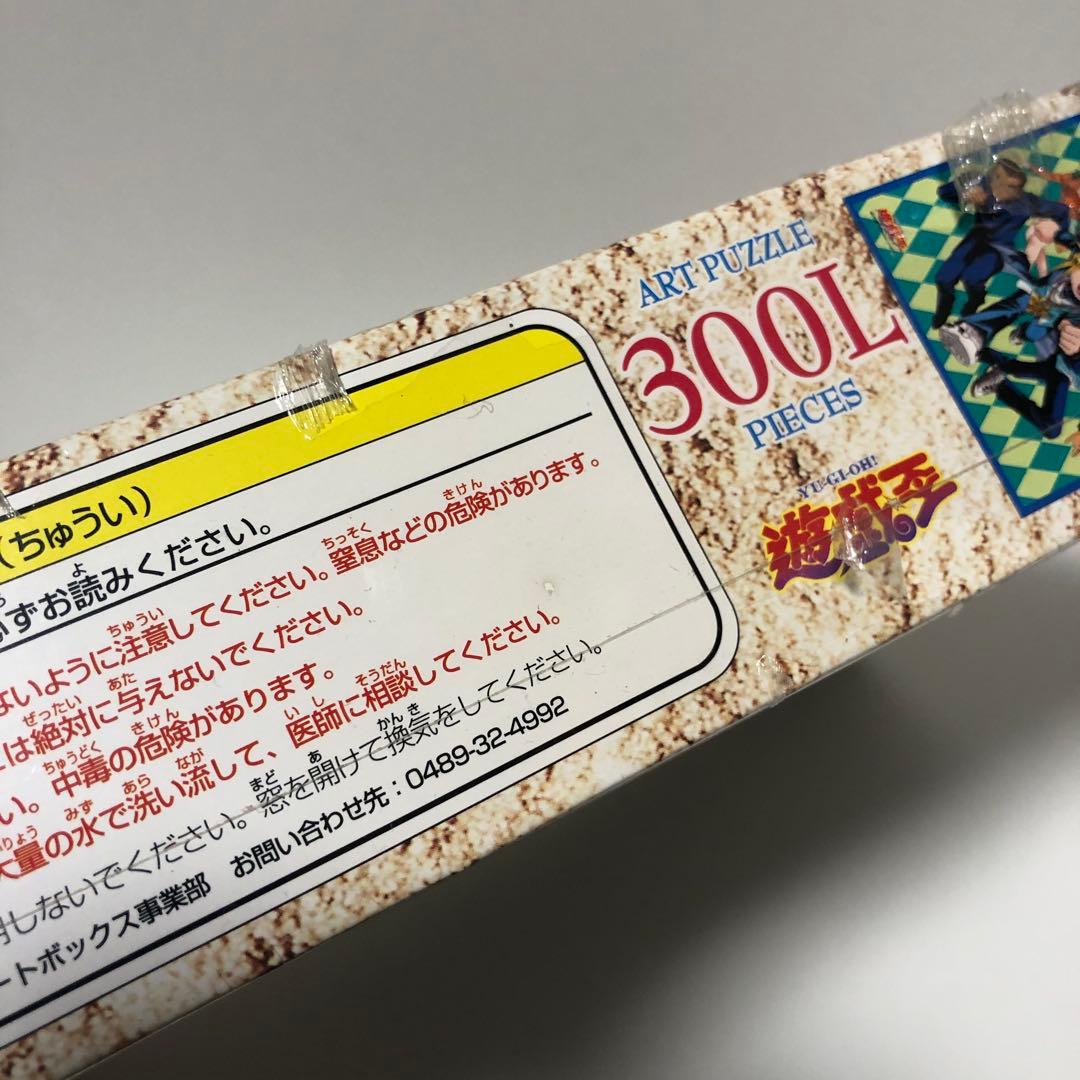 （ちゅうい）
ずお読みください。
ないように注意してください。窒息などの危険があります。
は絶対に与えないでください。
い。中毒の危険があります。
大量の水で洗い流して、医師に相談してください。
しないでください。窓を開けて換気をしてください。
ートボックス事業部 お問い合わせ先：0489-32-4992
ART PUZZLE
300L
PIECES
YU-GI-OH!
遊戯王